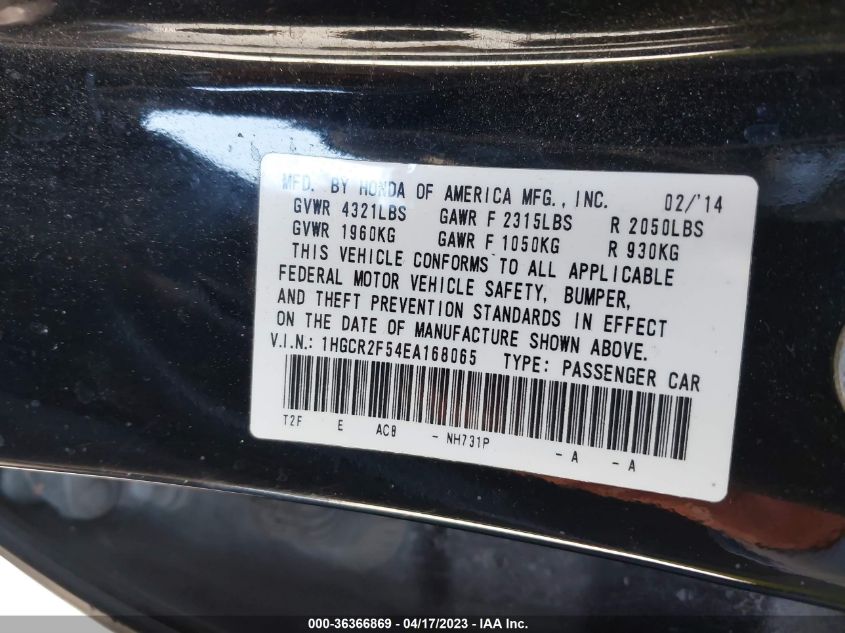 MFD. BY HONDA OF AMERICA MFG., INC. 02/'14
GVWR 4321LBS GAWR F 2315LBS R 2050LBS
GVWR 1960KG GAWR F 1050KG R 930KG
THIS VEHICLE CONFORMS TO ALL APPLICABLE
FEDERAL MOTOR VEHICLE SAFETY, BUMPER,
AND THEFT PREVENTION STANDARDS IN EFFECT
ON THE DATE OF MANUFACTURE SHOWN ABOVE.
V.I.N.: 1HGCR2F54EA168065 TYPE: PASSENGER CAR
T2F E ACB - NH731P - A - A
000-36366869 - 04/17/2023 - IAA Inc.